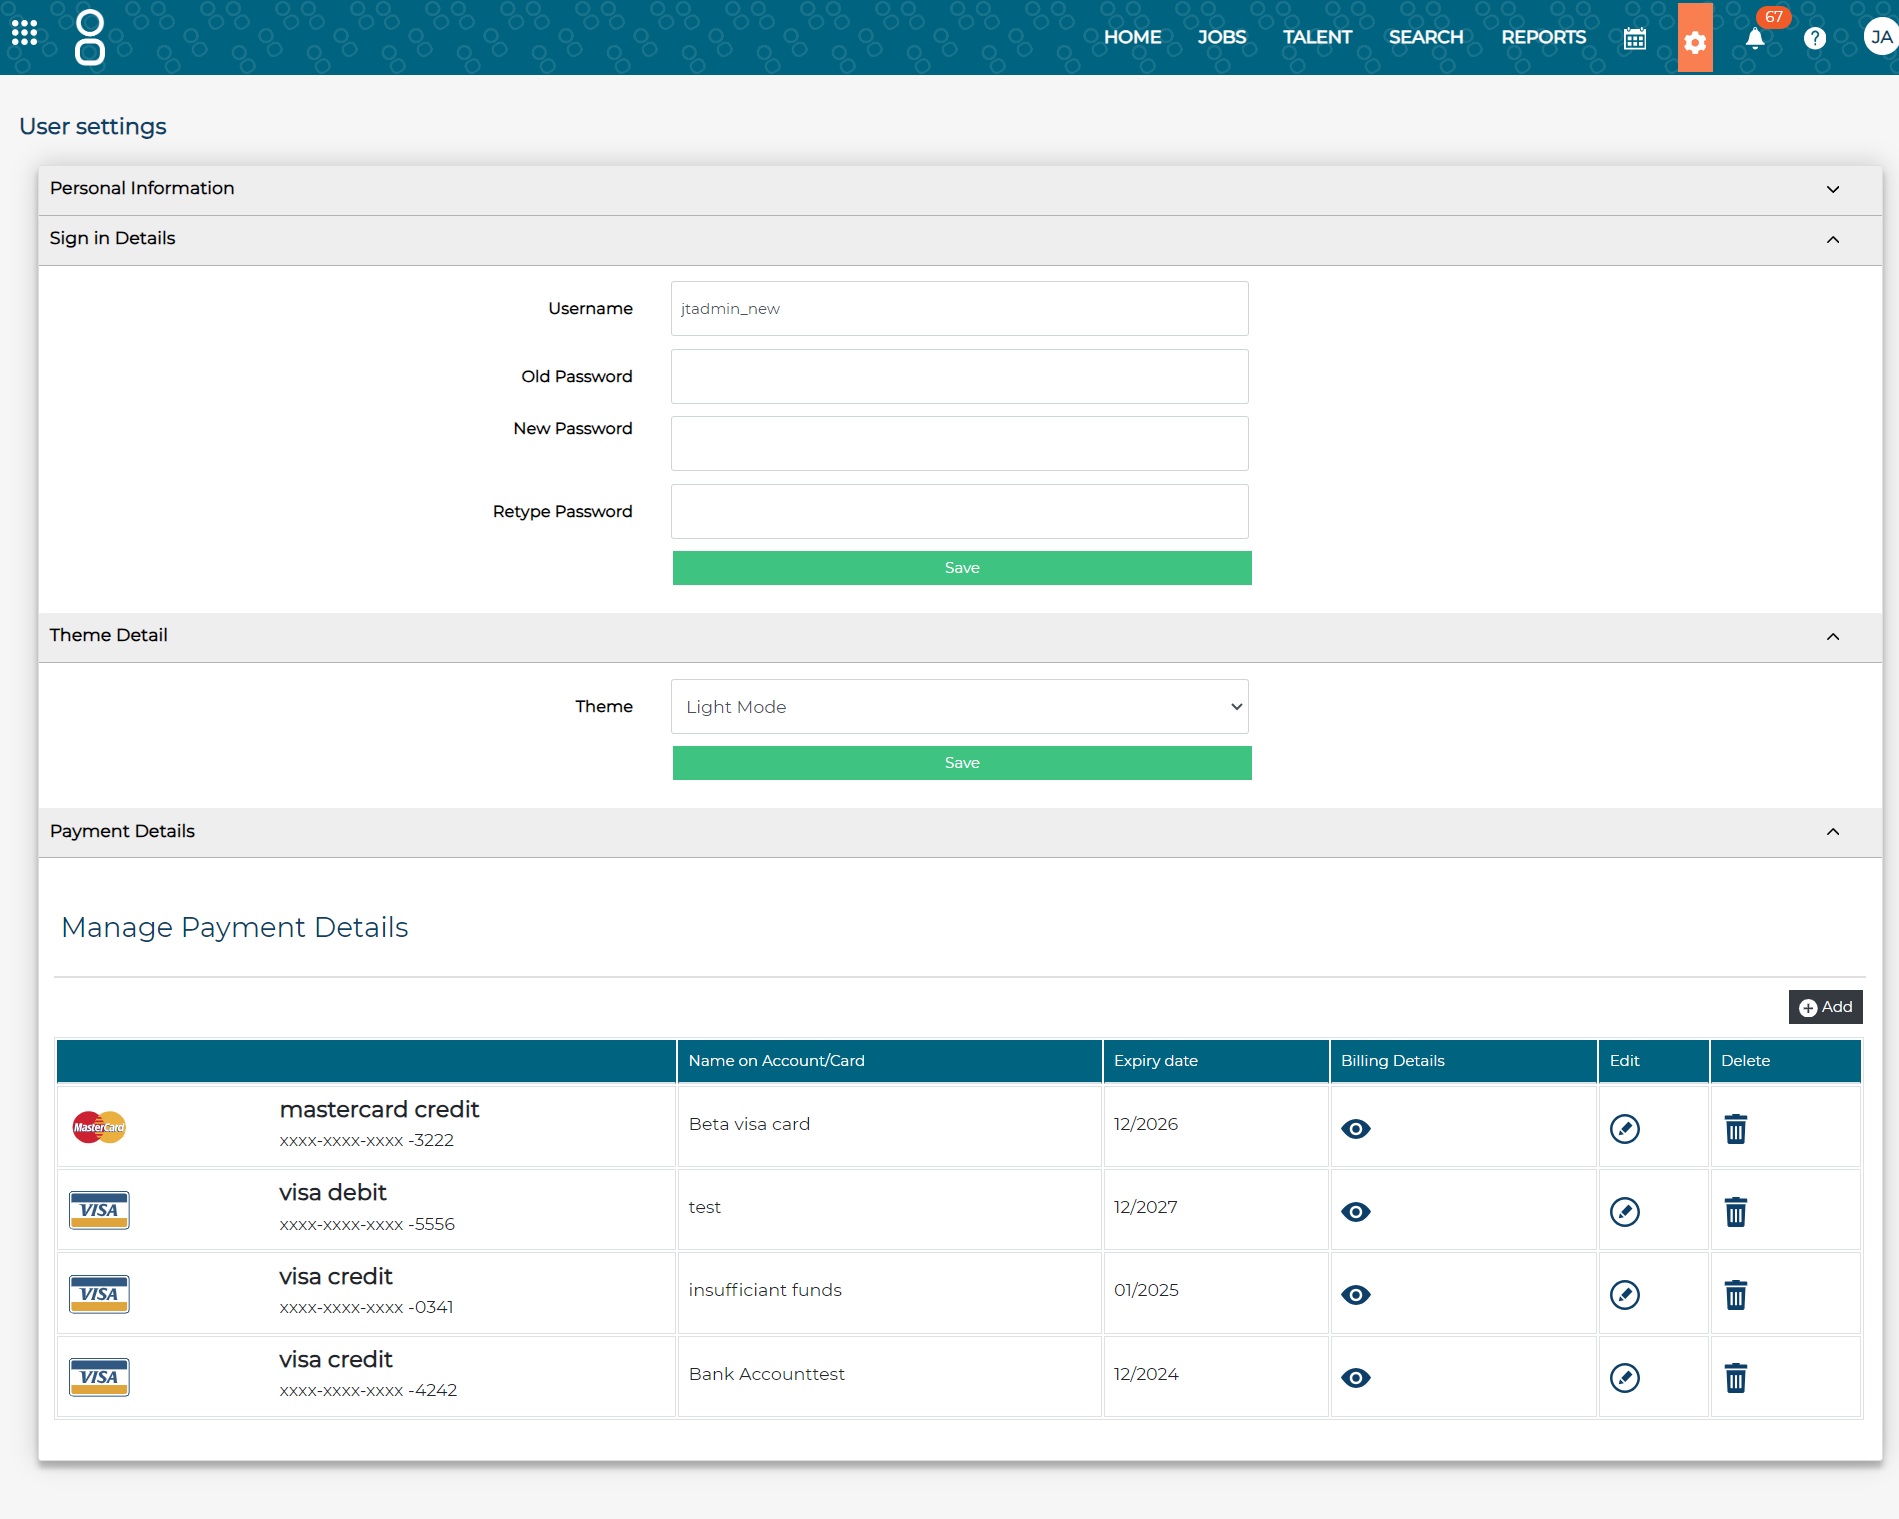 HOME JOBS TALENT SEARCH REPORTS 67 ? JA
User settings
Personal Information
Sign in Details
Username jtadmin_new
Old Password
New Password
Retype Password
Save
Theme Detail
Theme Light Mode
Save
Payment Details
Manage Payment Details
Add
Name on Account/Card Expiry date Billing Details Edit Delete
MasterCard mastercard credit Beta visa card 12/2026
xxxx-xxxx-xxxx -3222
VISA visa debit test 12/2027
xxxx-xxxx-xxxx -5556
VISA visa credit insufficiant funds 01/2025
xxxx-xxxx-xxxx -0341
VISA visa credit Bank Accounttest 12/2024
xxxx-xxxx-xxxx -4242